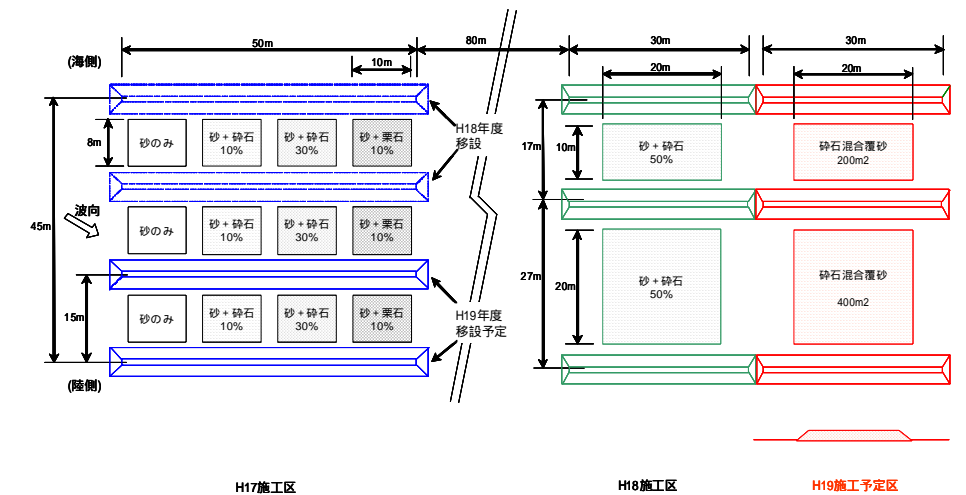 50m
80m
30m
30m
(海側)
10m
20m
20m
H18年度
移設
8m
砂のみ
砂＋砕石
10%
砂＋砕石
30%
砂＋栗石
10%
17m
10m
砂＋砕石
50%
砕石混合覆砂
200m2
波向
45m
砂のみ
砂＋砕石
10%
砂＋砕石
30%
砂＋栗石
10%
27m
20m
砂＋砕石
50%
砕石混合覆砂
400m2
15m
砂のみ
砂＋砕石
10%
砂＋砕石
30%
砂＋栗石
10%
H19年度
移設予定
(陸側)
H17施工区
H18施工区
H19施工予定区